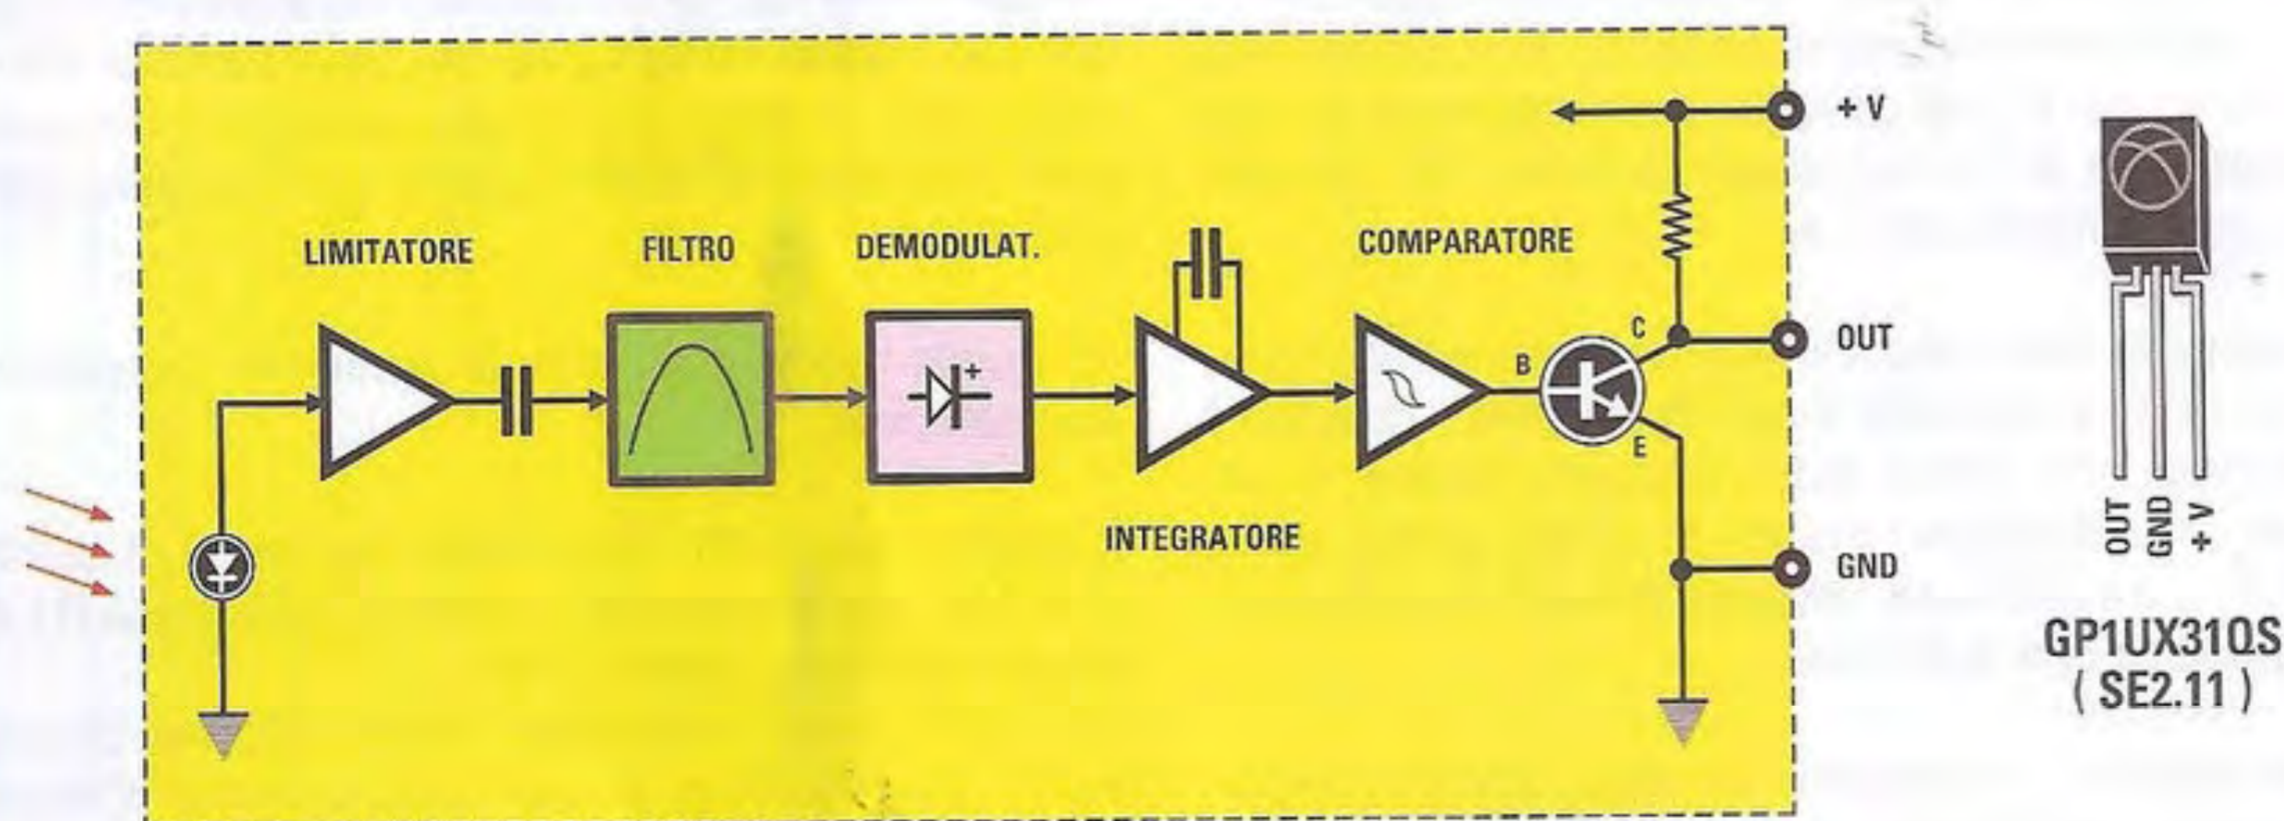 LIMITATORE
FILTRO
DEMODULAT.
+
INTEGRATORE
COMPARATORE
B
C
E
+ V
OUT
GND
OUT
GND
+ V
GP1UX31QS
( SE2.11 )